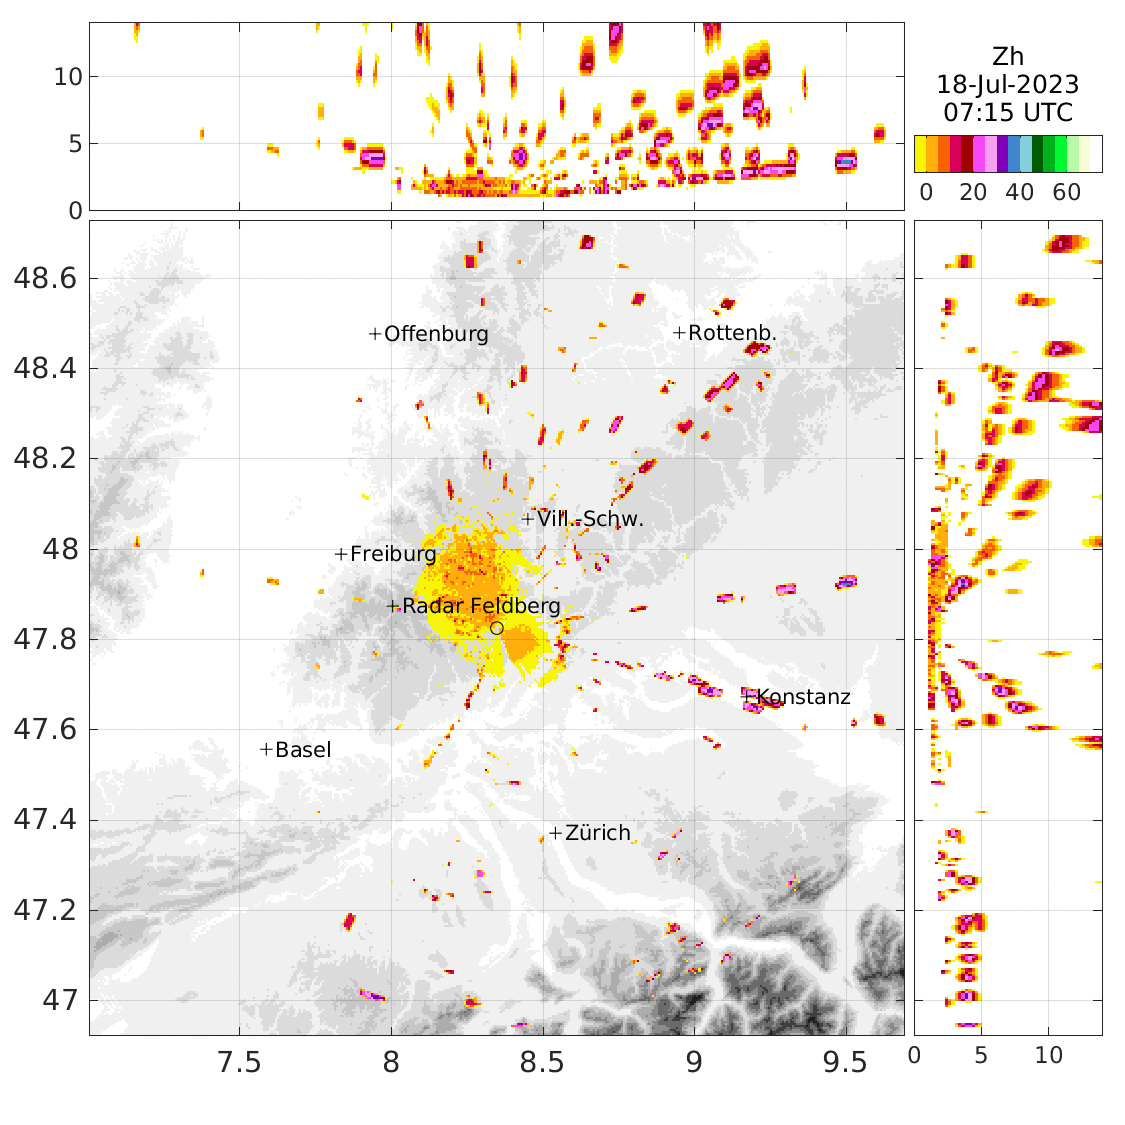 10
5
0
Zh
18-Jul-2023
07:15 UTC
0 20 40 60
48.6
48.4
48.2
48
47.8
47.6
47.4
47.2
47
+Offenburg
+Rottenb.
+Vill.-Schw.
+Freiburg
+Radar Feldberg
+Konstanz
+Basel
+Zürich
7.5 8 8.5 9 9.5
0 5 10